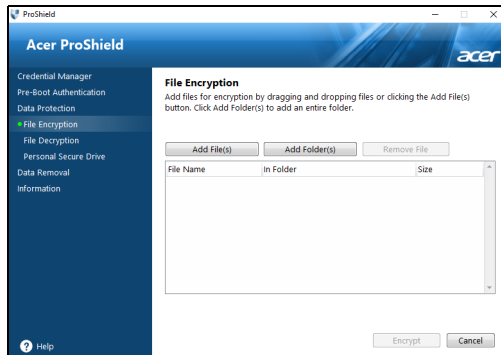 ProShield
Acer ProShield
acer
Credential Manager
Pre-Boot Authentication
Data Protection
File Encryption
File Decryption
Personal Secure Drive
Data Removal
Information
Help
File Encryption
Add files for encryption by dragging and dropping files or clicking the Add File(s)
button. Click Add Folder(s) to add an entire folder.
Add File(s) Add Folder(s) Remove File
File Name In Folder Size
Encrypt Cancel